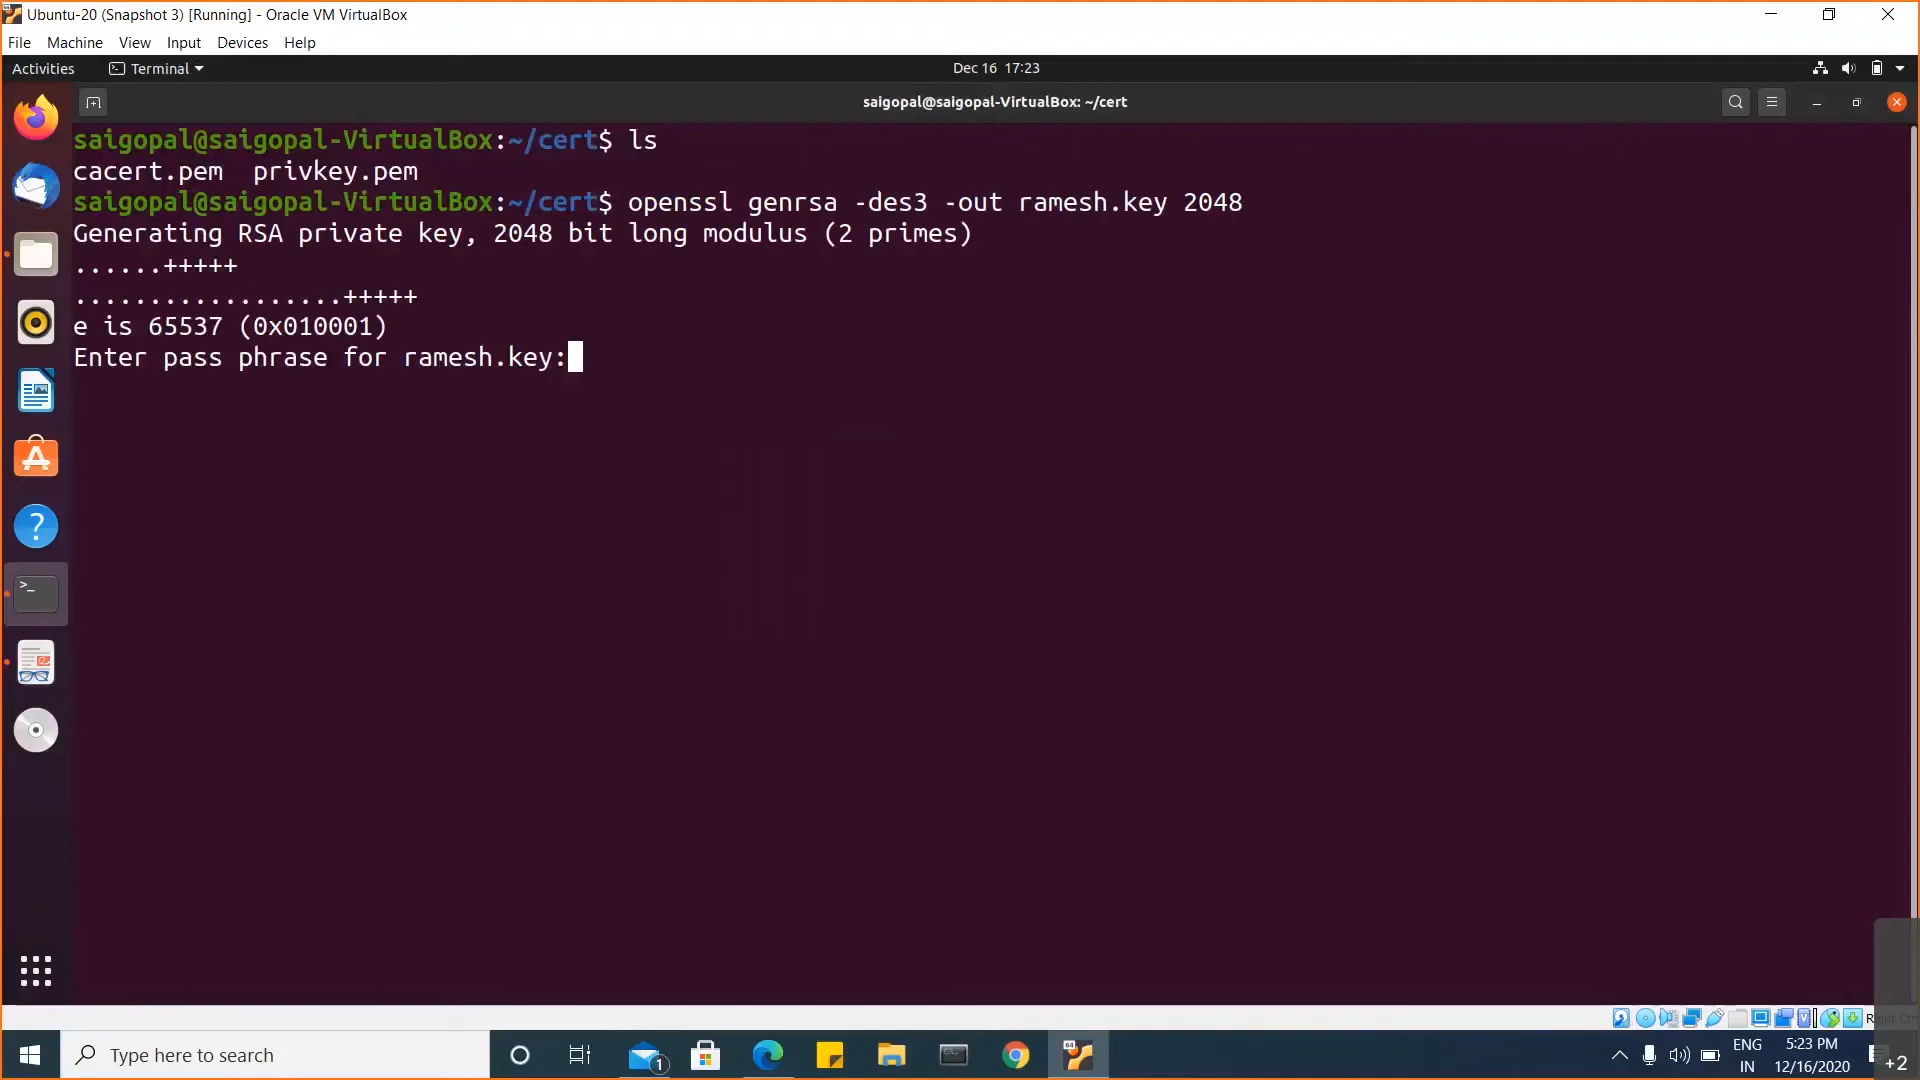 Ubuntu-20 (Snapshot 3) [Running] - Oracle VM VirtualBox
File Machine View Input Devices Help
Activities Terminal Dec 16 17:23
saigopal@saigopal-VirtualBox: ~/cert
saigopal@saigopal-VirtualBox:~/cert$ ls
cacert.pem privkey.pem
saigopal@saigopal-VirtualBox:~/cert$ openssl genrsa -des3 -out ramesh.key 2048
Generating RSA private key, 2048 bit long modulus (2 primes)
......+++++
..................+++++
e is 65537 (0x010001)
Enter pass phrase for ramesh.key:
Type here to search
1
64
ENG
IN
5:23 PM
12/16/2020
+2